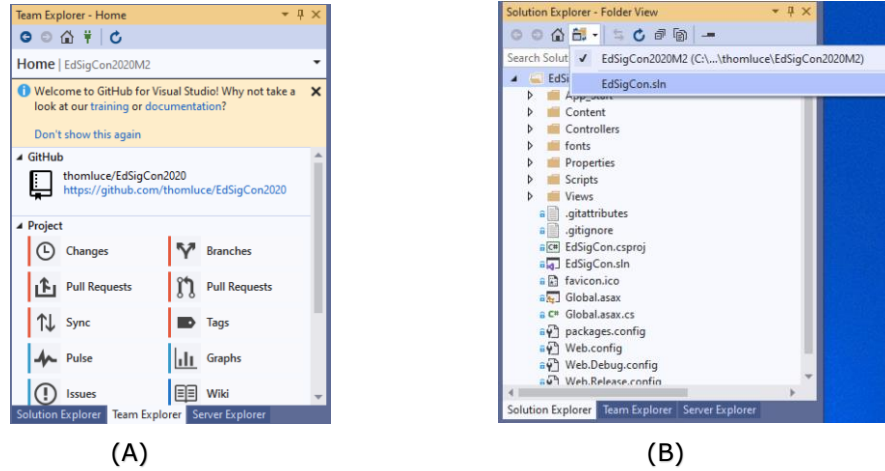 Team Explorer - Home
Home | EdSigCon2020M2
Welcome to GitHub for Visual Studio! Why not take a
look at our training or documentation?
Don't show this again
GitHub
thomluce/EdSigCon2020
https://github.com/thomluce/EdSigCon2020
Project
Changes
Branches
Pull Requests
Pull Requests
Sync
Tags
Pulse
Graphs
Issues
Wiki
Solution Explorer Team Explorer Server Explorer
(A)
Solution Explorer - Folder View
Search Solut
EdSigCon2020M2 (C:\...\thomluce\EdSigCon2020M2)
EdSigCon.sln
EdSi
App_Start
Content
Controllers
fonts
Properties
Scripts
Views
.gitattributes
.gitignore
C# EdSigCon.csproj
EdSigCon.sln
favicon.ico
Global.asax
C# Global.asax.cs
packages.config
Web.config
Web.Debug.config
Web.Release.config
Solution Explorer Team Explorer Server Explorer
(B)